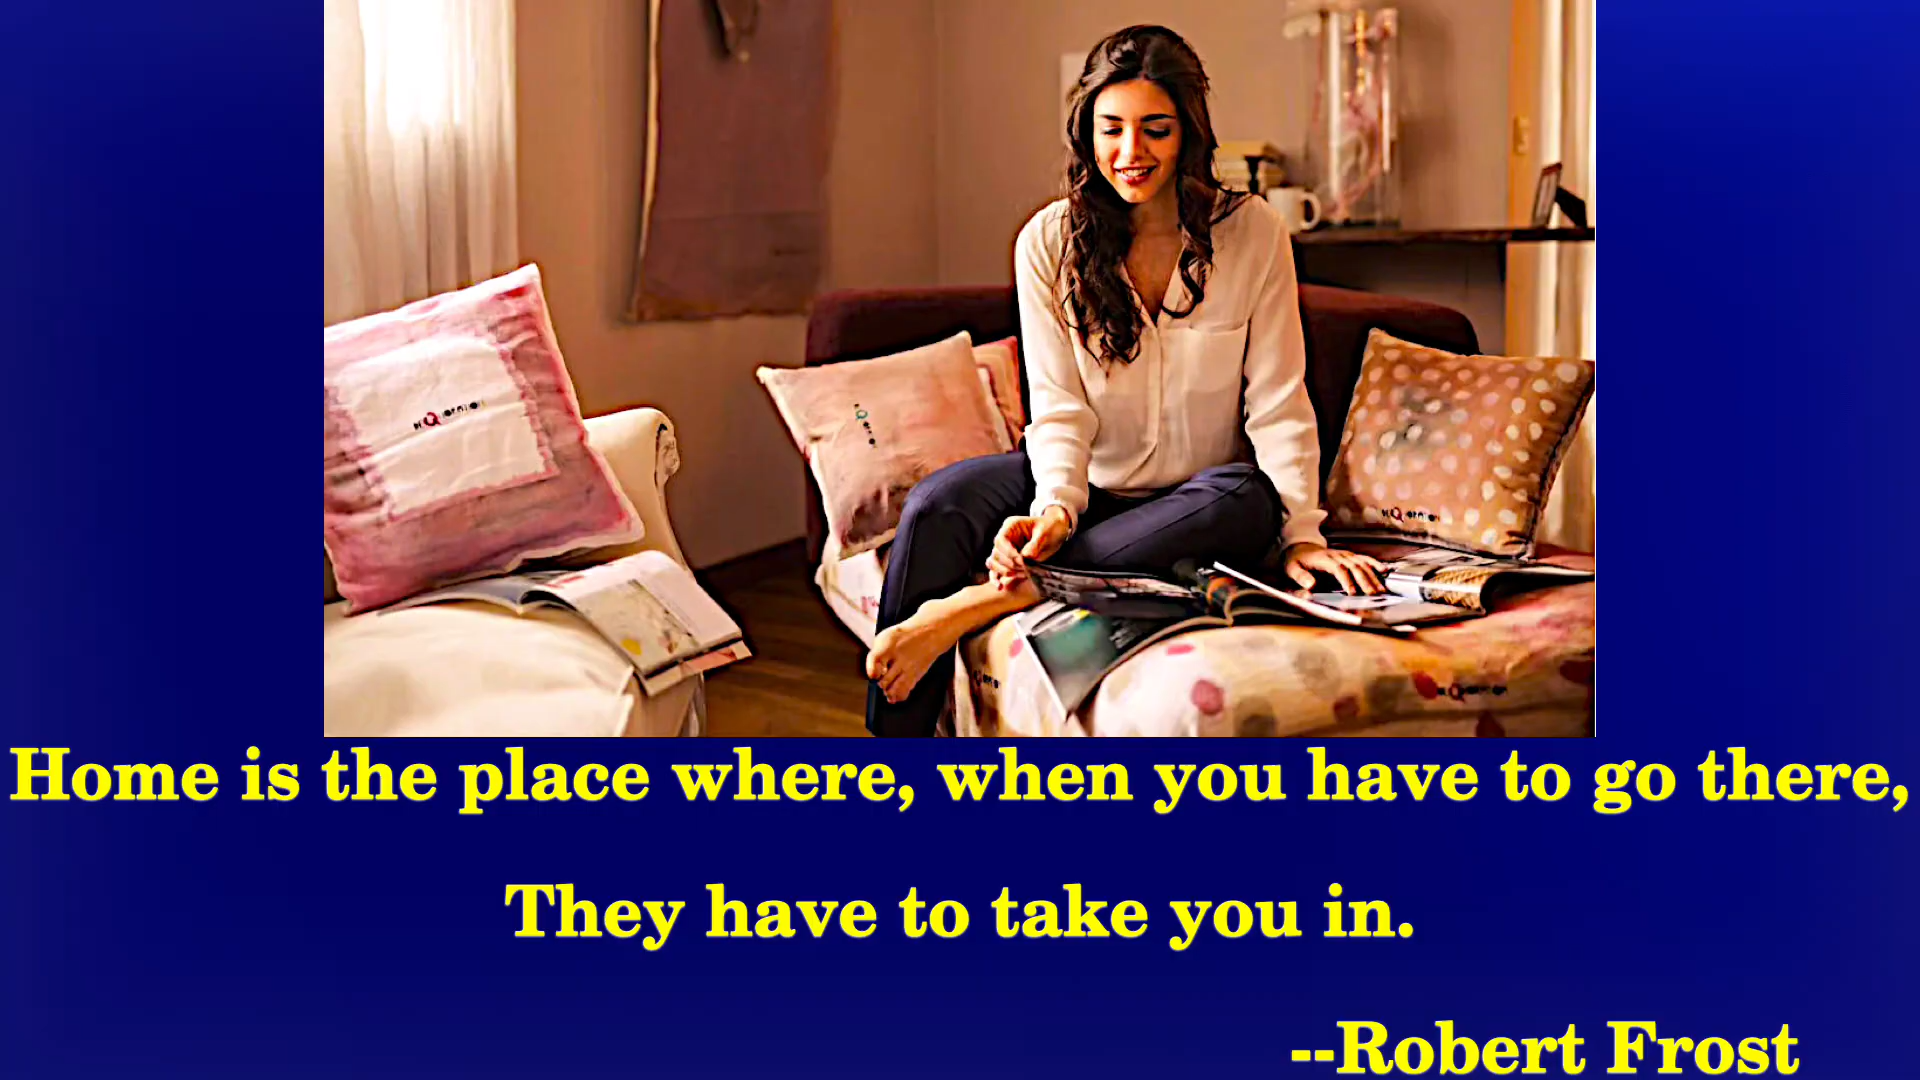 Home is the place where, when you have to go there,
They have to take you in.
--Robert Frost